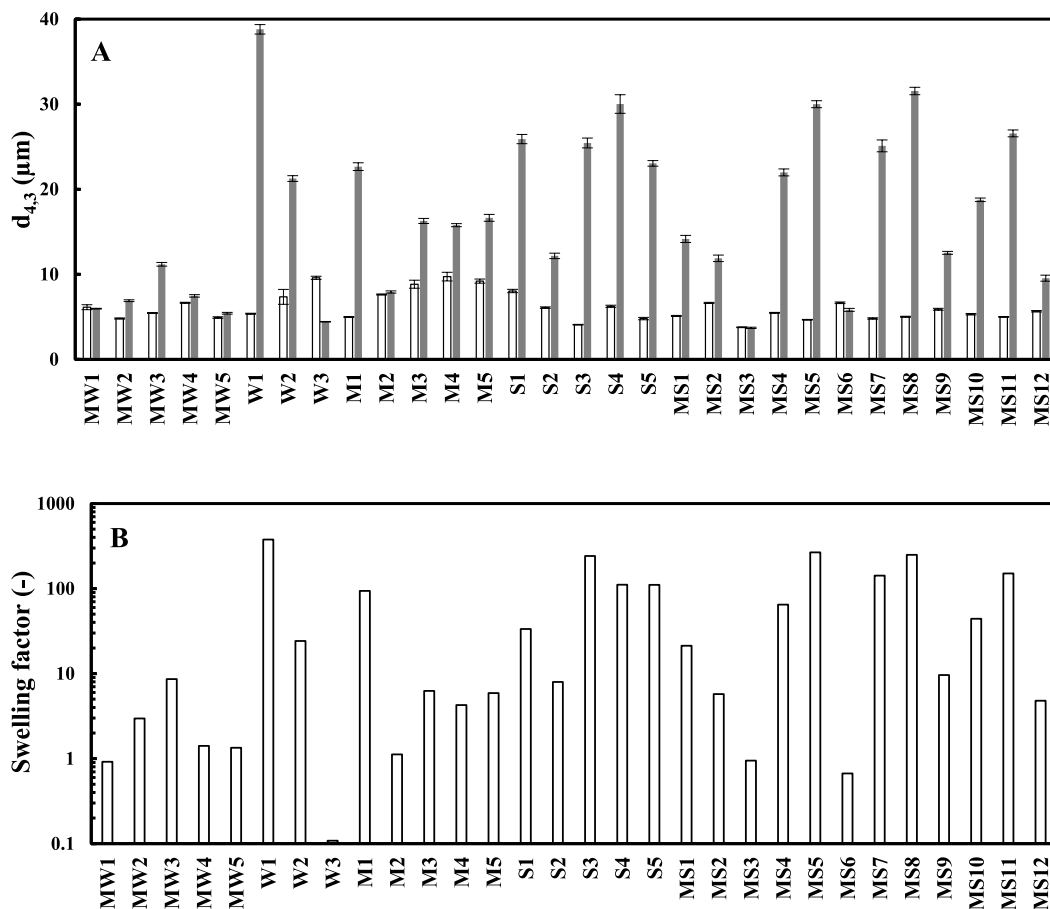 A
d4,3 (µm)
40
30
20
10
0
MW1 MW2 MW3 MW4 MW5 W1 W2 W3 M1 M2 M3 M4 M5 S1 S2 S3 S4 S5 MS1 MS2 MS3 MS4 MS5 MS6 MS7 MS8 MS9 MS10 MS11 MS12
B
Swelling factor (-)
1000
100
10
1
0.1
MW1 MW2 MW3 MW4 MW5 W1 W2 W3 M1 M2 M3 M4 M5 S1 S2 S3 S4 S5 MS1 MS2 MS3 MS4 MS5 MS6 MS7 MS8 MS9 MS10 MS11 MS12